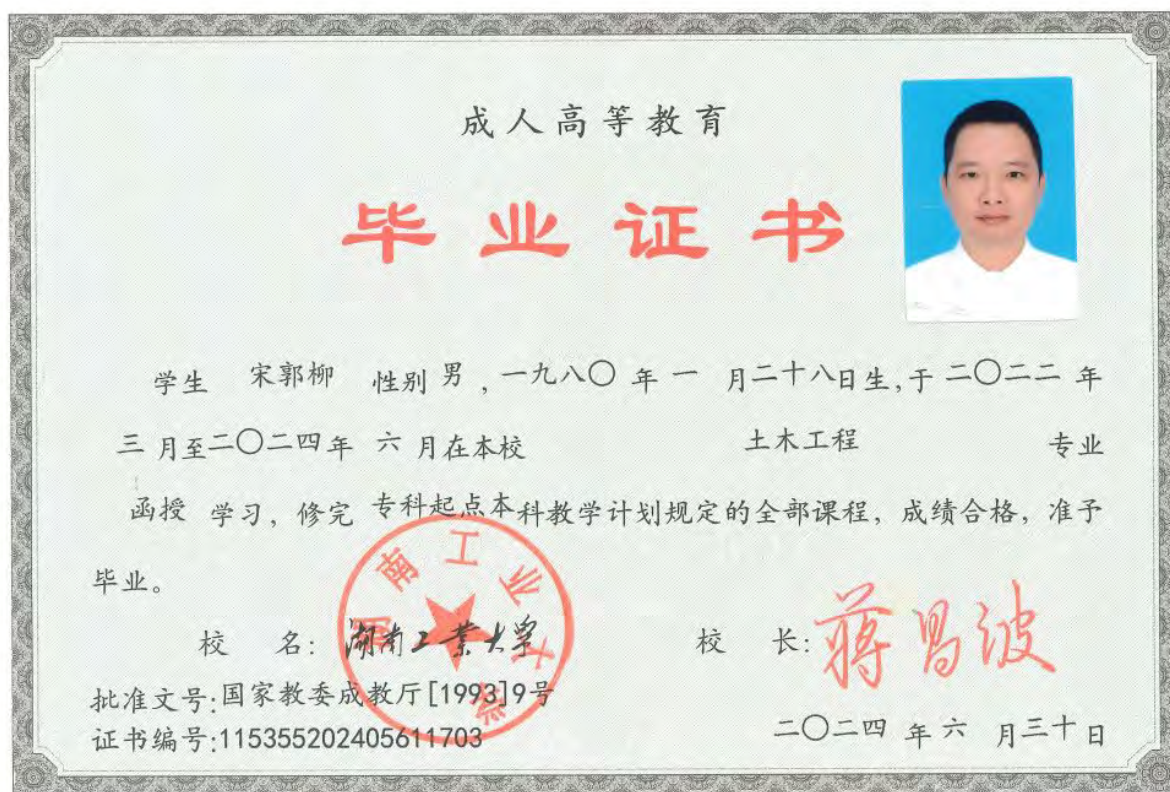 成人高等教育
毕业证书
学生 宋郭柳 性别 男 ,一九八〇 年 一 月二十八日生,于 二〇二二 年
三 月至二〇二四年 六 月在本校 土木工程 专业
函授 学习，修完 专科起点本科教学计划规定的全部课程，成绩合格，准予
毕业。
校 名: 湖南工業大學 校 长: 蒋昌波
湖南工业大学
批准文号:国家教委成教厅[1993]9号
证书编号:115355202405611703 二〇二四 年 六 月三十日